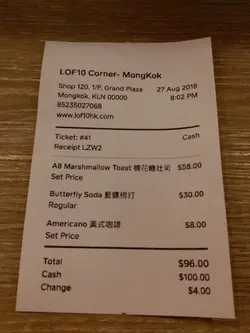 1.OF10 Corner- MongKok
Shop 120, 1/F, Grand Plaza 27 Aug 2018
Mongkok, KLN 00000 8:02 PM
85235027068
www.lof10hk.com
Ticket: #41 Cash
Receipt LZW2
A8 Marshmallow Toast 棉花糖吐司 $58.00
Set Price
Butterfly Soda 藍蝶梳打 $30.00
Regular
Americano 美式咖啡 $8.00
Set Price
Total $96.00
Cash $100.00
Change $4.00